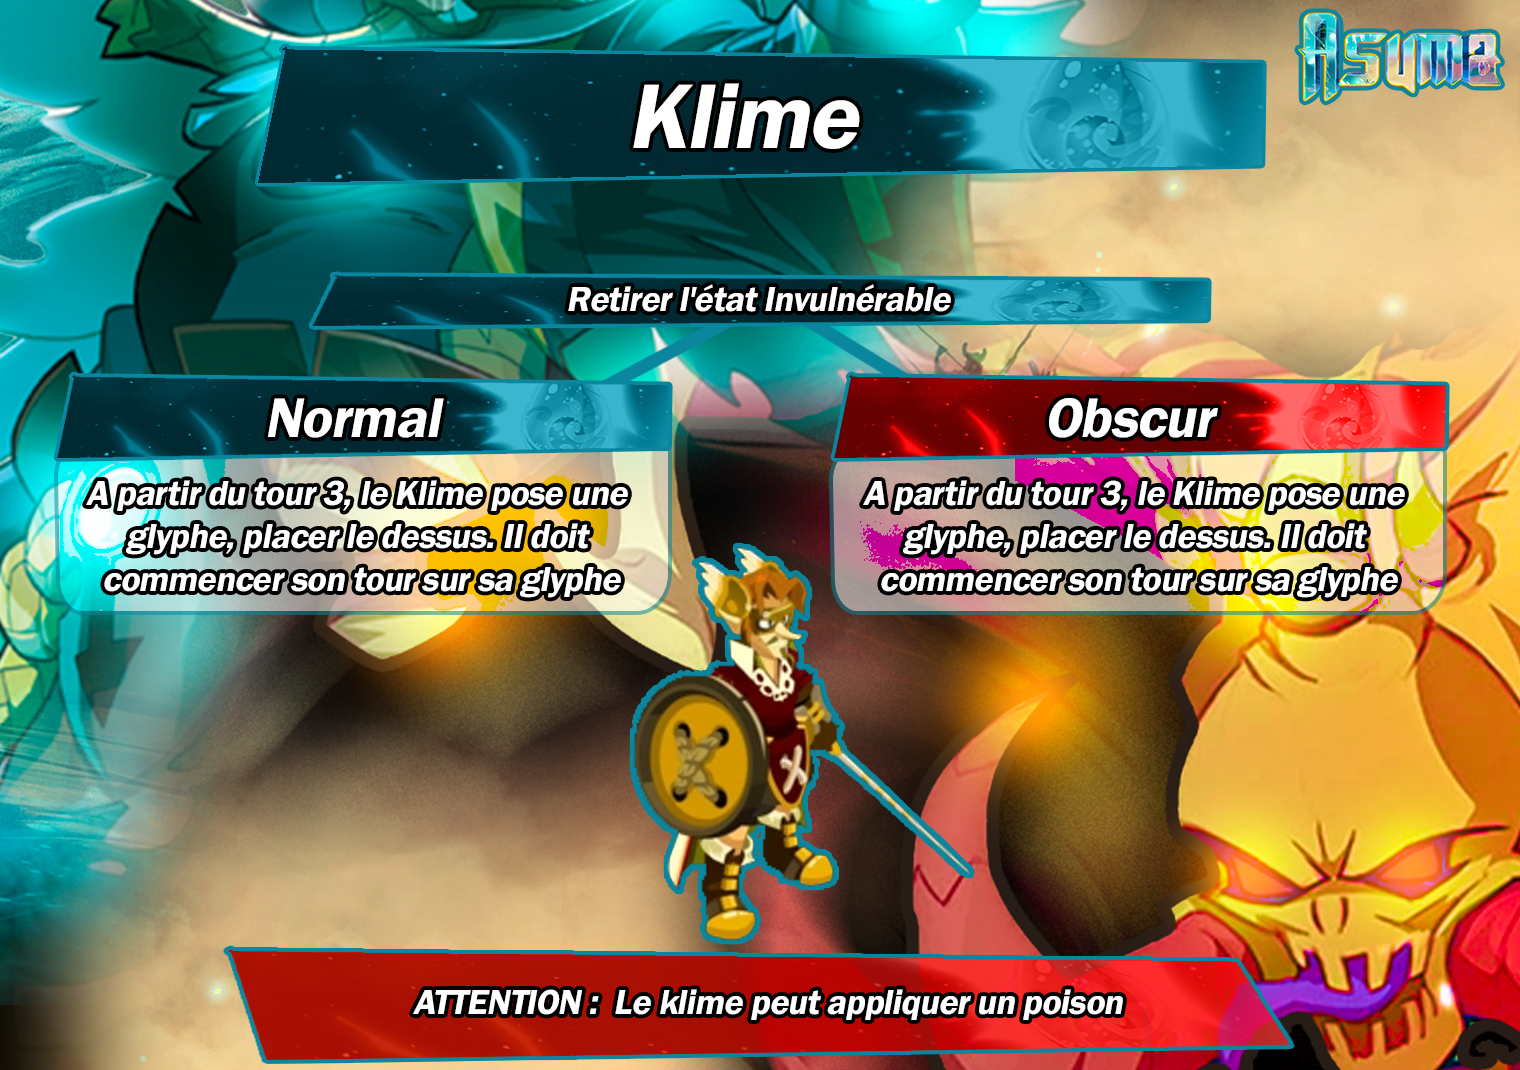 Asuma
Klime
Retirer l'état Invulnérable
Normal
A partir du tour 3, le Klime pose une
glyphe, placer le dessus. Il doit
commencer son tour sur sa glyphe
Obscur
A partir du tour 3, le Klime pose une
glyphe, placer le dessus. Il doit
commencer son tour sur sa glyphe
ATTENTION : Le klime peut appliquer un poison